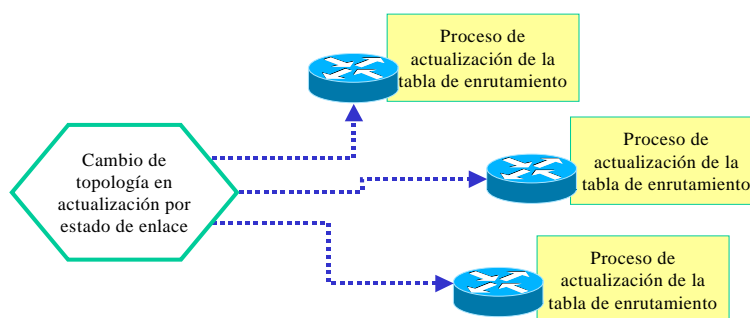 Proceso de
actualización de la
tabla de enrutamiento
Cambio de
topología en
actualización por
estado de enlace
Proceso de
actualización de la
tabla de enrutamiento
Proceso de
actualización de la
tabla de enrutamiento